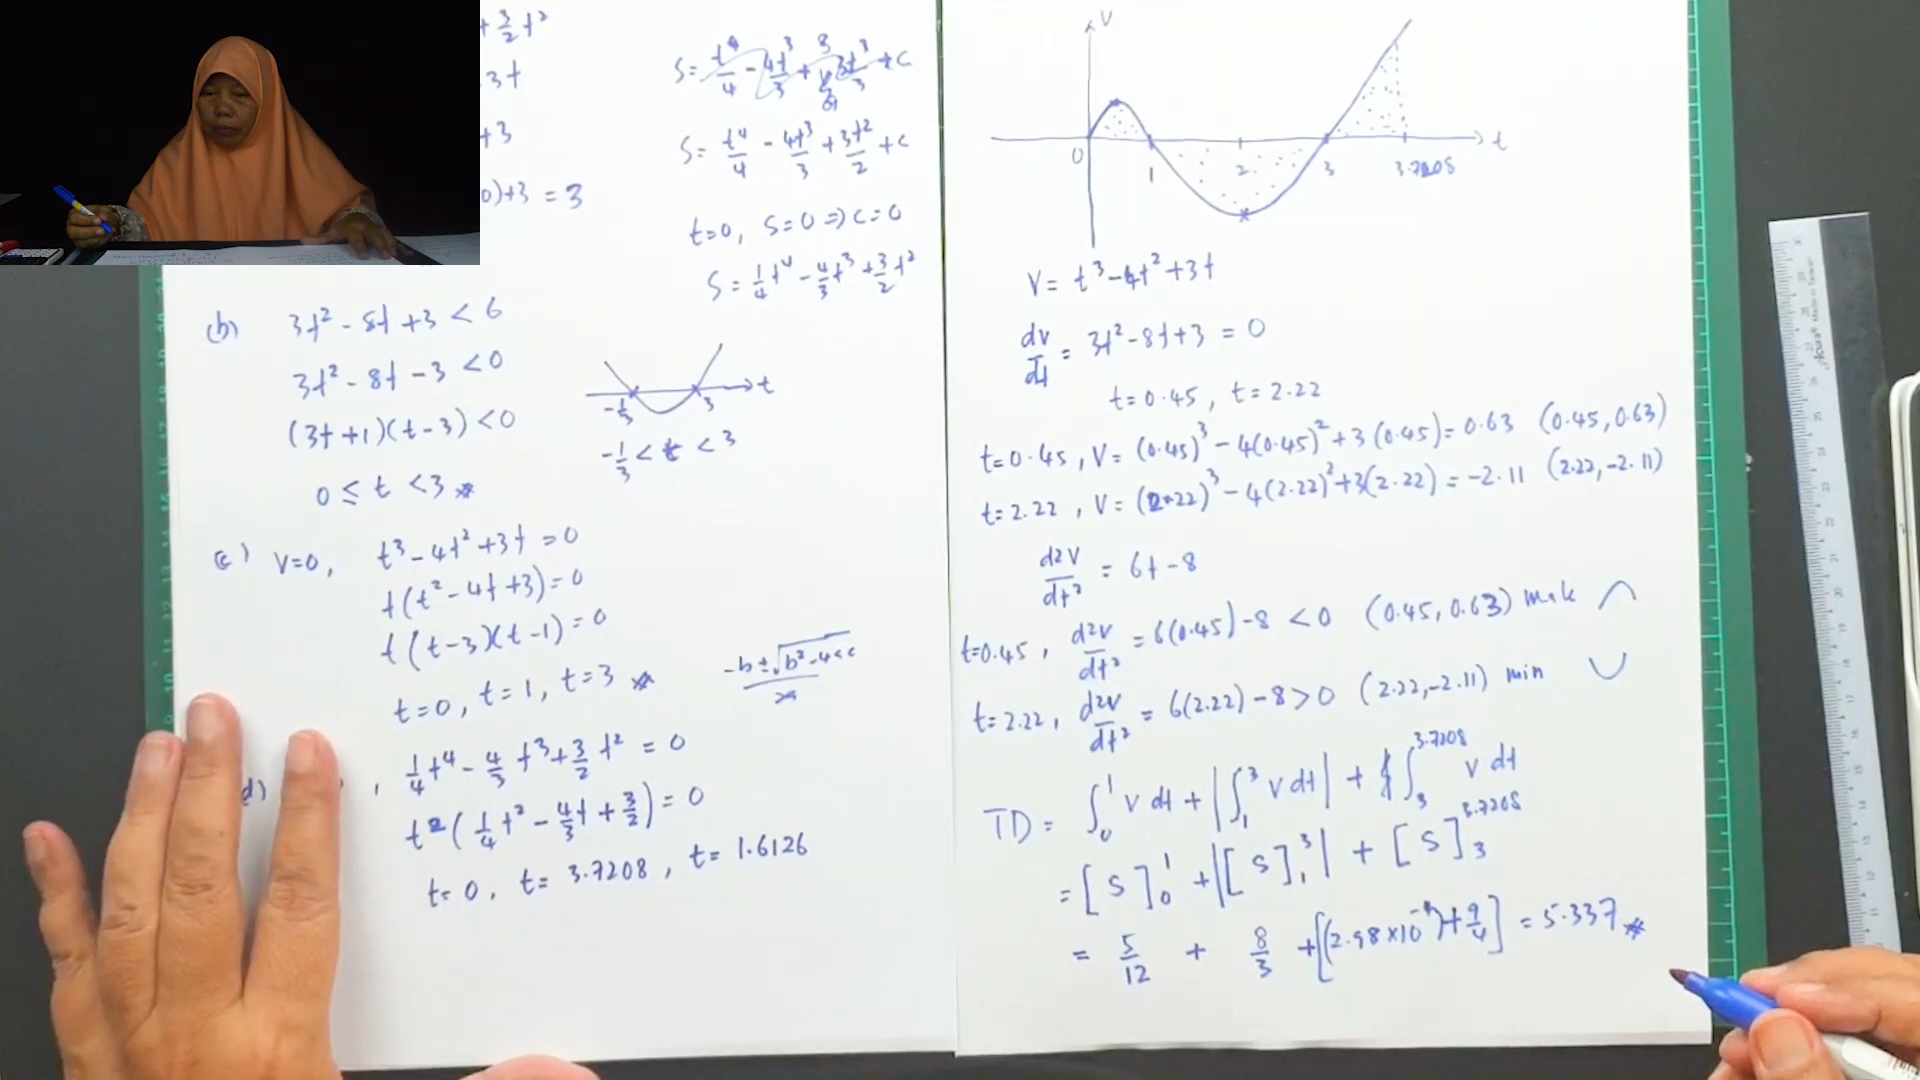 + 3/2 t²
3t
+3
0)+3 = 3
S= t⁴/4 - 4t³/3 + 3t³/3 + c
S= t⁴/4 - 4t³/3 + 3t²/2 + c
t=0, S=0 ⇒ C=0
S = 1/4 t⁴ - 4/3 t³ + 3/2 t²
(b) 3t² - 8t + 3 < 6
3t² - 8t - 3 < 0
(3t+1)(t-3) < 0
0 ≤ t < 3
-1/3 3 t
-1/3 < t < 3
(c) V=0, t³ - 4t² + 3t = 0
t(t² - 4t + 3) = 0
t(t-3)(t-1) = 0
t=0, t=1, t=3
d) , 1/4 t⁴ - 4/3 t³ + 3/2 t² = 0
t²(1/4 t² - 4/3 t + 3/2) = 0
t= 0, t= 3.7208, t= 1.6126
V
0 1 2 3 3.7208 t
V= t³ - 4t² + 3t
dv/dt = 3t² - 8t + 3 = 0
t=0.45, t=2.22
t=0.45, V= (0.45)³ - 4(0.45)² + 3(0.45) = 0.63 (0.45, 0.63)
t=2.22, V= (2.22)³ - 4(2.22)² + 3(2.22) = -2.11 (2.22, -2.11)
d2V/dt² = 6t - 8
t=0.45, d2V/dt² = 6(0.45) - 8 < 0 (0.45, 0.63) mak
t=2.22, d2V/dt² = 6(2.22) - 8 > 0 (2.22, -2.11) min
TD = ∫₀¹ v dt + |∫₁³ v dt| + ∫₃^3.7208 v dt
= [S]₀¹ + |[S]₁³| + [S]₃^3.7208
= 5/12 + 8/3 + [(2.98×10⁻⁴) + 9/4] = 5.337